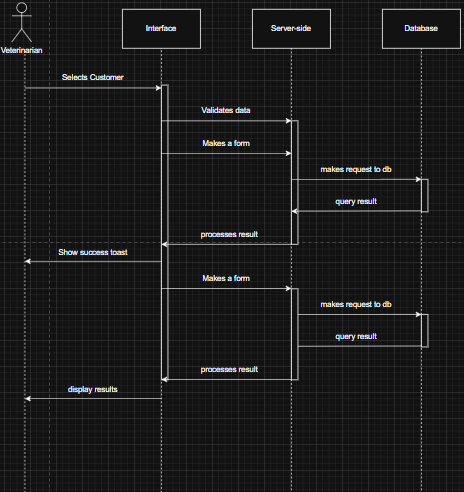 Interface
Server-side
Database
Veterinarian
Selects Customer
Validates data
Makes a form
makes request to db
query result
processes result
Show success toast
Makes a form
makes request to db
query result
processes result
display results